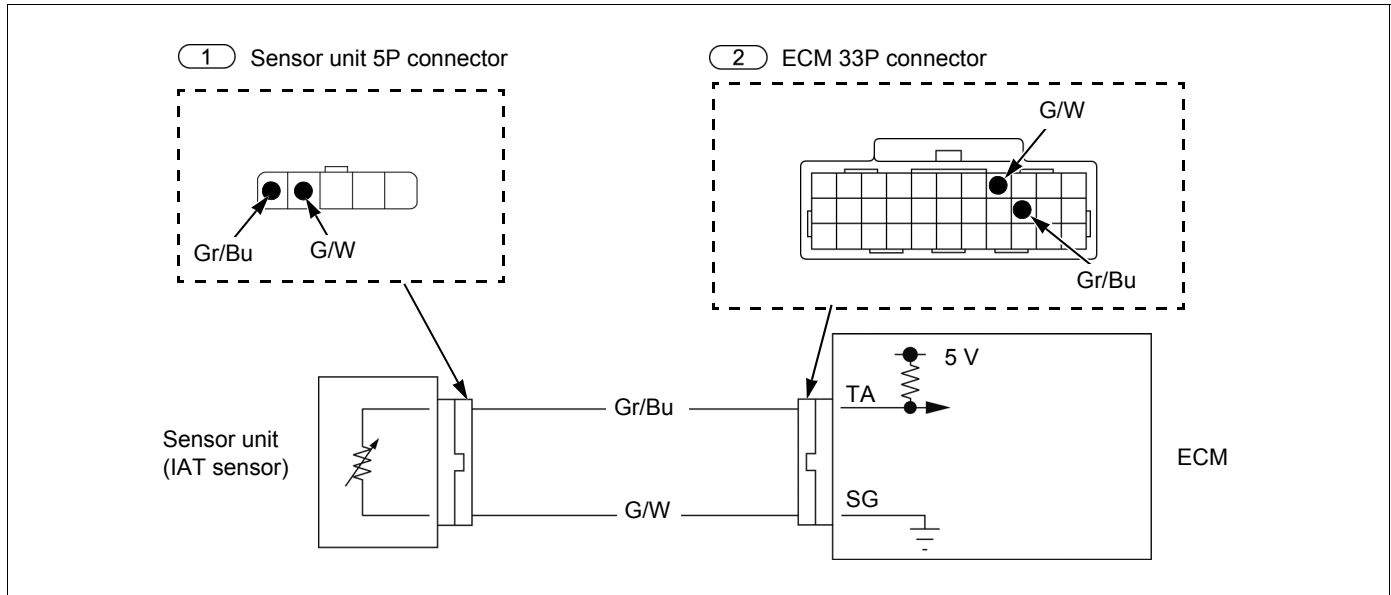 1 Sensor unit 5P connector
2 ECM 33P connector
G/W
Gr/Bu
G/W
Gr/Bu
5 V
TA
Gr/Bu
Sensor unit
(IAT sensor)
ECM
SG
G/W